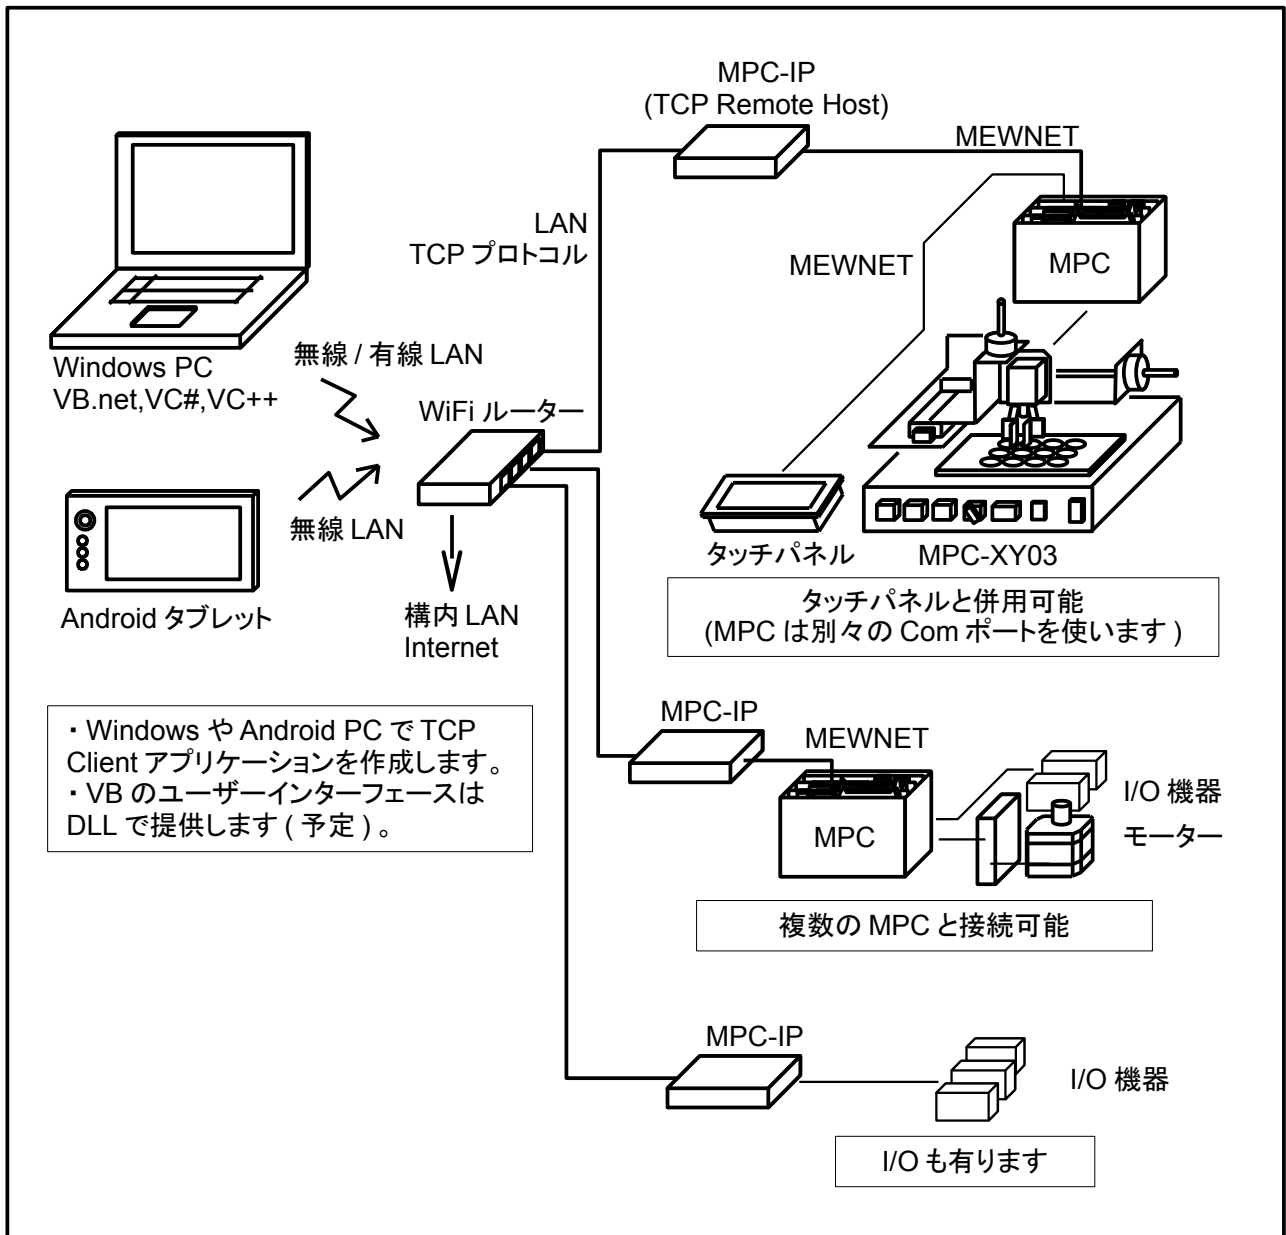 MPC-IP
(TCP Remote Host)
MEWNET
LAN
TCP プロトコル
MEWNET
MPC
Windows PC
VB.net,VC#,VC++
無線 / 有線 LAN
WiFi ルーター
無線 LAN
Android タブレット
構内 LAN
Internet
タッチパネル
MPC-XY03
タッチパネルと併用可能
(MPC は別々の Com ポートを使います )
・ Windows や Android PC で TCP
Client アプリケーションを作成します。
・ VB のユーザーインターフェースは
DLL で提供します ( 予定 ) 。
MPC-IP
MEWNET
MPC
I/O 機器
モーター
複数の MPC と接続可能
MPC-IP
I/O 機器
I/O も有ります